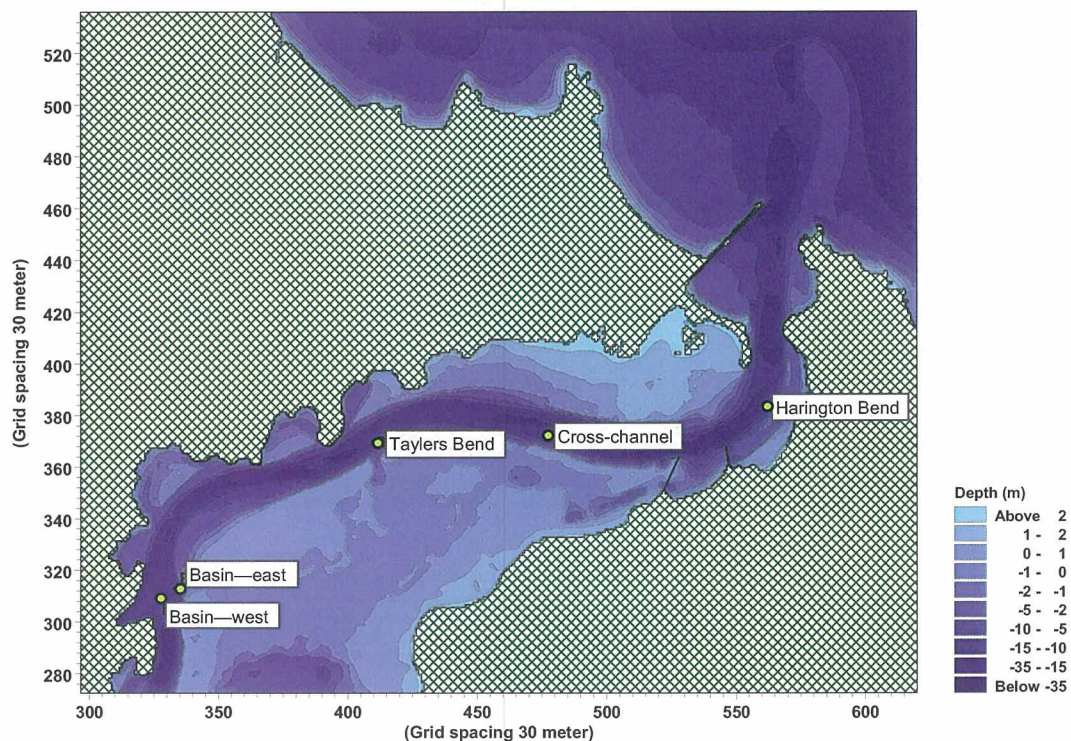 520
500
480
460
440
420
400
380
360
340
320
300
280
(Grid spacing 30 meter)
Harington Bend
Taylers Bend
Cross-channel
Basin—east
Basin—west
300
350
400
450
500
550
600
(Grid spacing 30 meter)
Depth (m)
Above 2
1 - 2
0 - 1
-1 - 0
-2 - -1
-5 - -2
-10 - -5
-15 - -10
-35 - -15
Below -35